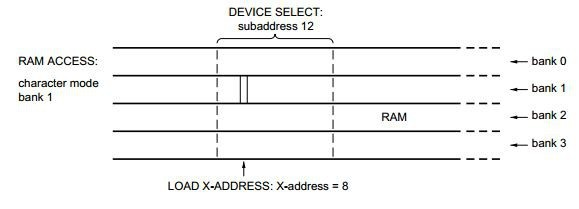 DEVICE SELECT:
subaddress 12
RAM ACCESS:
character mode
bank 1
bank 0
bank 1
RAM
bank 2
bank 3
LOAD X-ADDRESS: X-address = 8